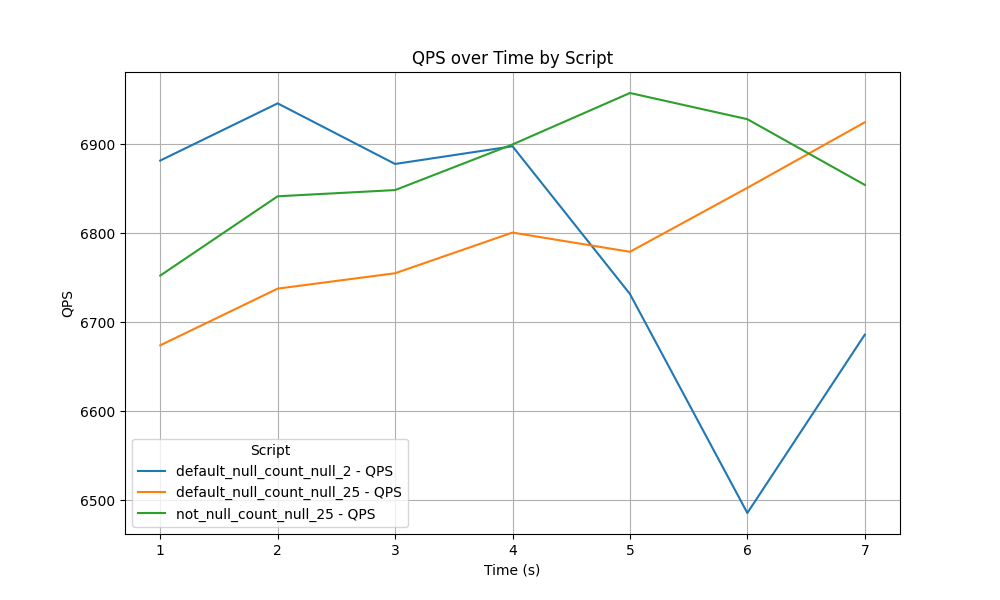 QPS over Time by Script
QPS
6900
6800
6700
6600
6500
Script
default_null_count_null_2 - QPS
default_null_count_null_25 - QPS
not_null_count_null_25 - QPS
1 2 3 4 5 6 7
Time (s)